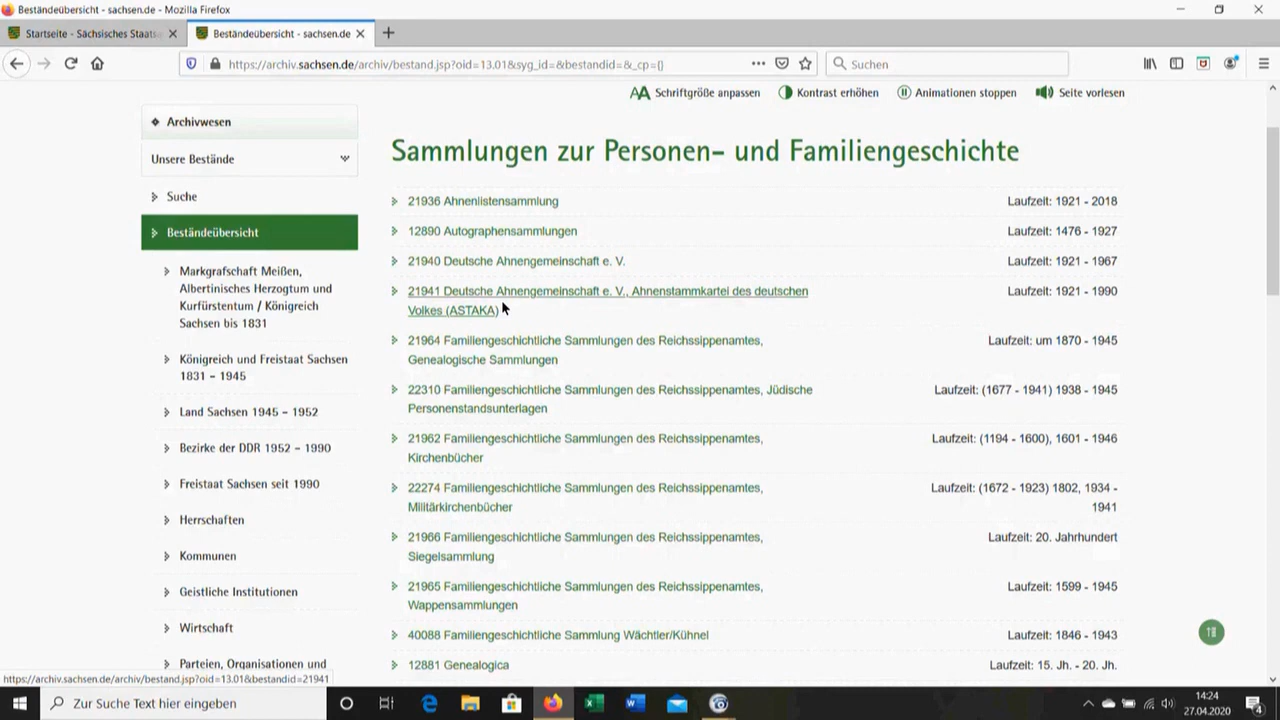 Beständeübersicht - sachsen.de - Mozilla Firefox
Startseite - Sächsisches Staats
Beständeübersicht - sachsen.de
https://archiv.sachsen.de/archiv/bestand.jsp?oid=13.01&syg_id=&bestandid=&_cp={}
Suchen
AA Schriftgröße anpassen Kontrast erhöhen Animationen stoppen Seite vorlesen
Archivwesen
Unsere Bestände
Suche
Beständeübersicht
Markgrafschaft Meißen,
Albertinisches Herzogtum und
Kurfürstentum / Königreich
Sachsen bis 1831
Königreich und Freistaat Sachsen
1831 – 1945
Land Sachsen 1945 – 1952
Bezirke der DDR 1952 – 1990
Freistaat Sachsen seit 1990
Herrschaften
Kommunen
Geistliche Institutionen
Wirtschaft
Parteien, Organisationen und
Sammlungen zur Personen- und Familiengeschichte
21936 Ahnenlistensammlung Laufzeit: 1921 - 2018
12890 Autographensammlungen Laufzeit: 1476 - 1927
21940 Deutsche Ahnengemeinschaft e. V. Laufzeit: 1921 - 1967
21941 Deutsche Ahnengemeinschaft e. V., Ahnenstammkartei des deutschen Laufzeit: 1921 - 1990
Volkes (ASTAKA)
21964 Familiengeschichtliche Sammlungen des Reichssippenamtes, Laufzeit: um 1870 - 1945
Genealogische Sammlungen
22310 Familiengeschichtliche Sammlungen des Reichssippenamtes, Jüdische Laufzeit: (1677 - 1941) 1938 - 1945
Personenstandsunterlagen
21962 Familiengeschichtliche Sammlungen des Reichssippenamtes, Laufzeit: (1194 - 1600), 1601 - 1946
Kirchenbücher
22274 Familiengeschichtliche Sammlungen des Reichssippenamtes, Laufzeit: (1672 - 1923) 1802, 1934 -
Militärkirchenbücher 1941
21966 Familiengeschichtliche Sammlungen des Reichssippenamtes, Laufzeit: 20. Jahrhundert
Siegelsammlung
21965 Familiengeschichtliche Sammlungen des Reichssippenamtes, Laufzeit: 1599 - 1945
Wappensammlungen
40088 Familiengeschichtliche Sammlung Wächtler/Kühnel Laufzeit: 1846 - 1943
12881 Genealogica Laufzeit: 15. Jh. - 20. Jh.
https://archiv.sachsen.de/archiv/bestand.jsp?oid=13.01&bestandid=21941
Zur Suche Text hier eingeben
14:24
27.04.2020
4